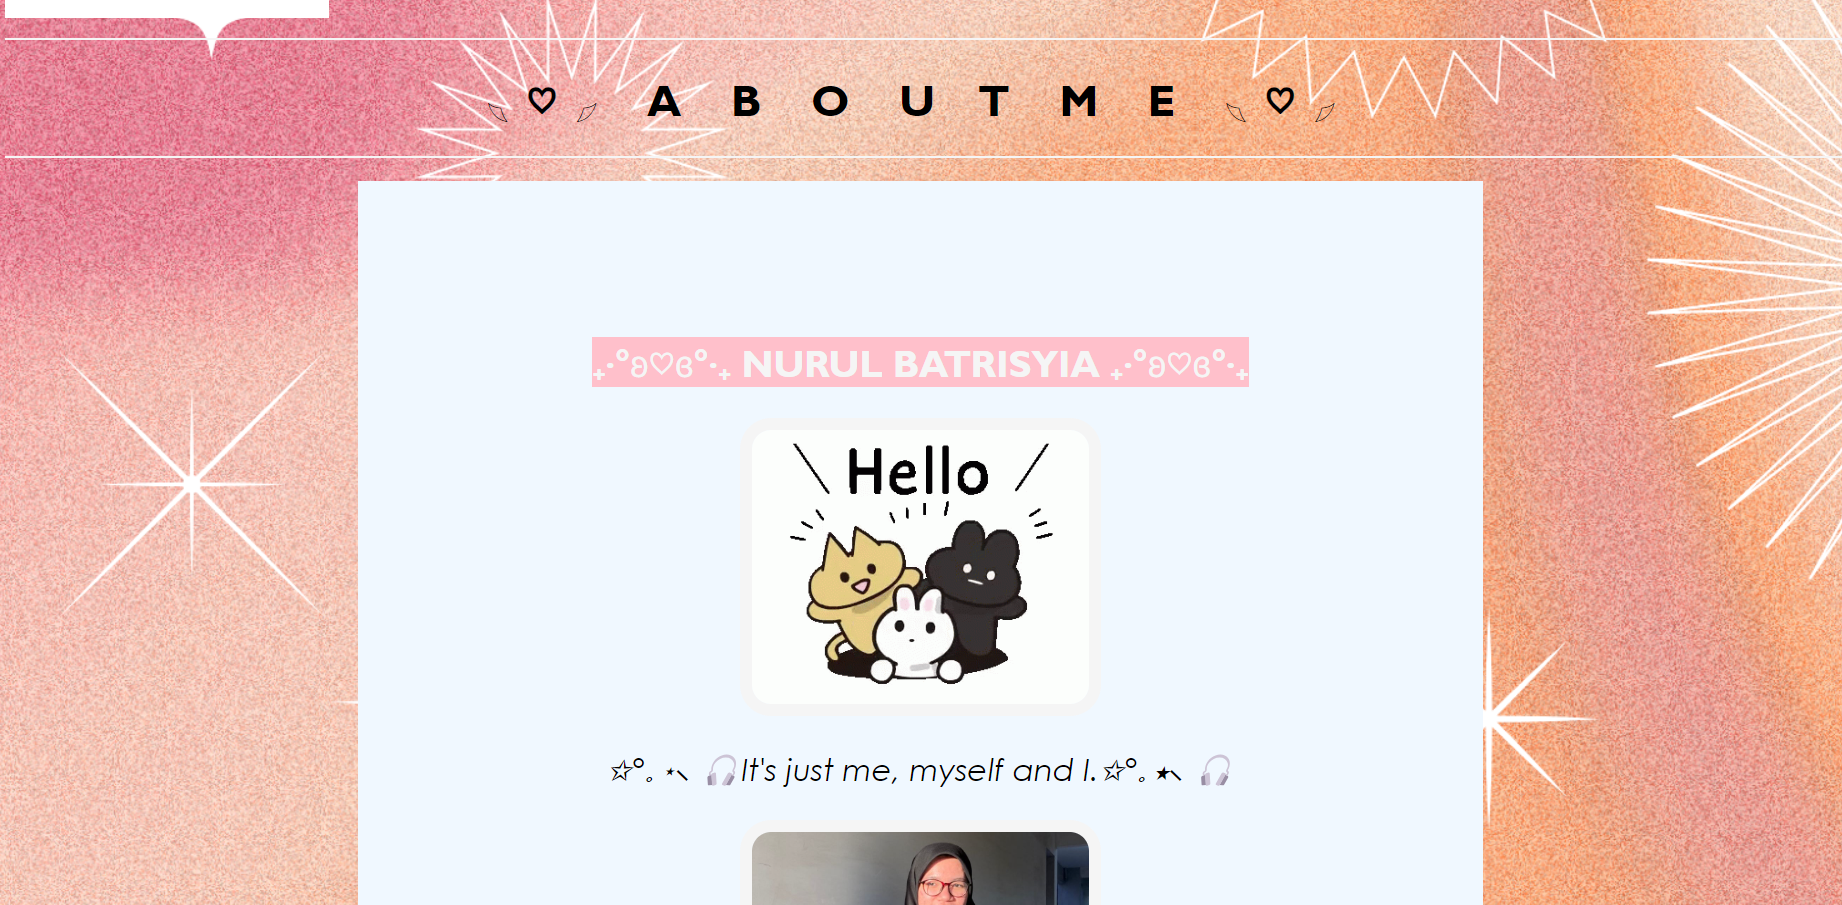 ⸜♡⸝ A B O U T M E ⸜♡⸝
₊‧°𐐪♡𐑂°‧₊ NURUL BATRISYIA ₊‧°𐐪♡𐑂°‧₊
Hello
✩°｡⋆⸜ 🎧It's just me, myself and I.✩°｡⋆⸜ 🎧